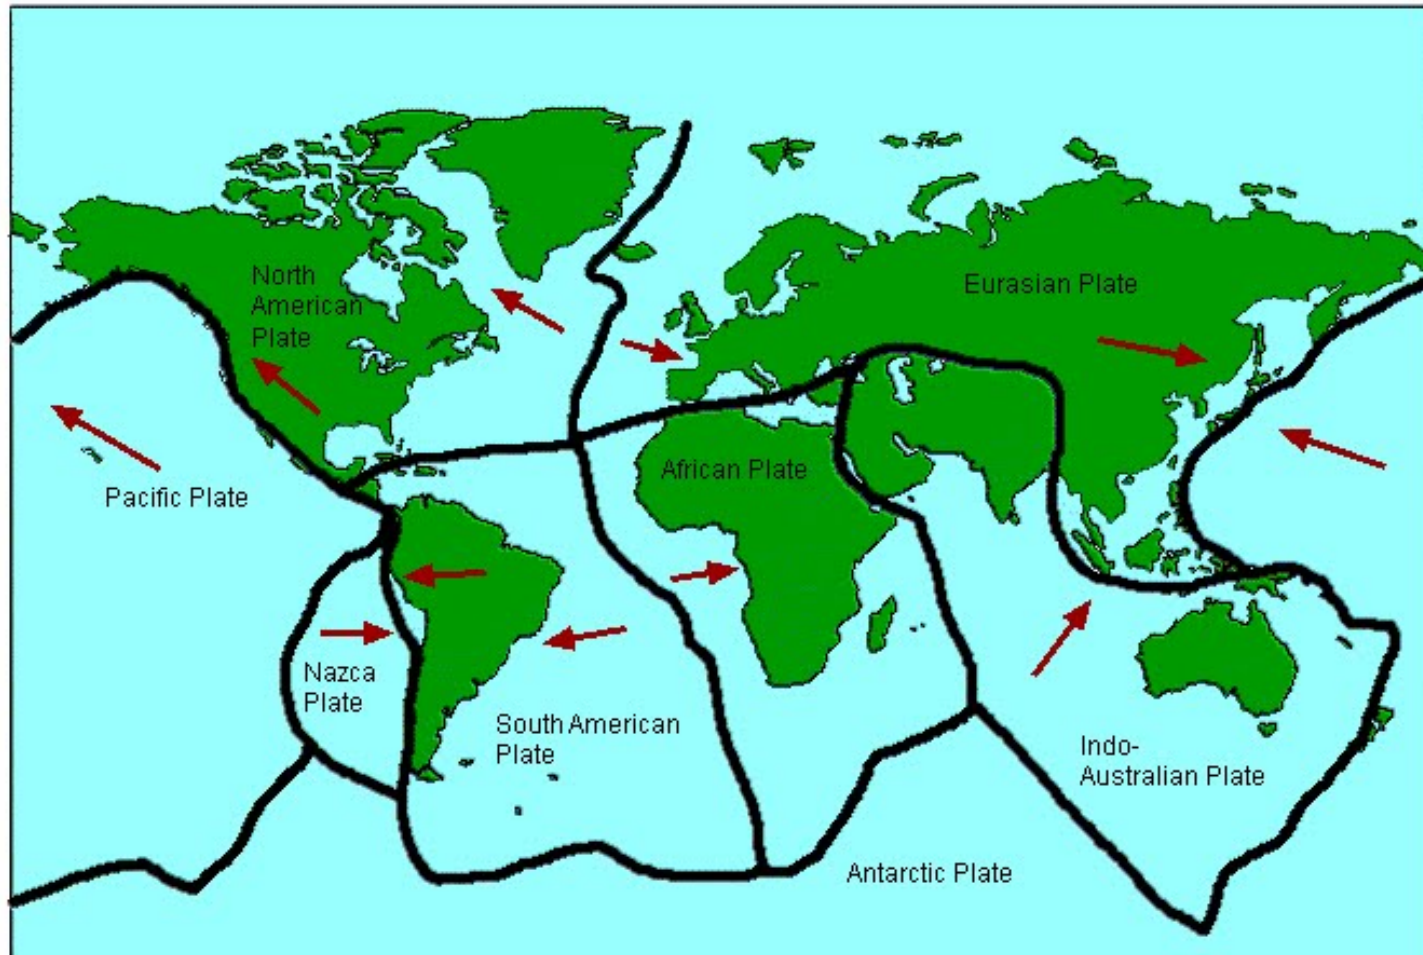 North
American
Plate
Eurasian Plate
Pacific Plate
African Plate
Nazca
Plate
South American
Plate
Indo-
Australian Plate
Antarctic Plate